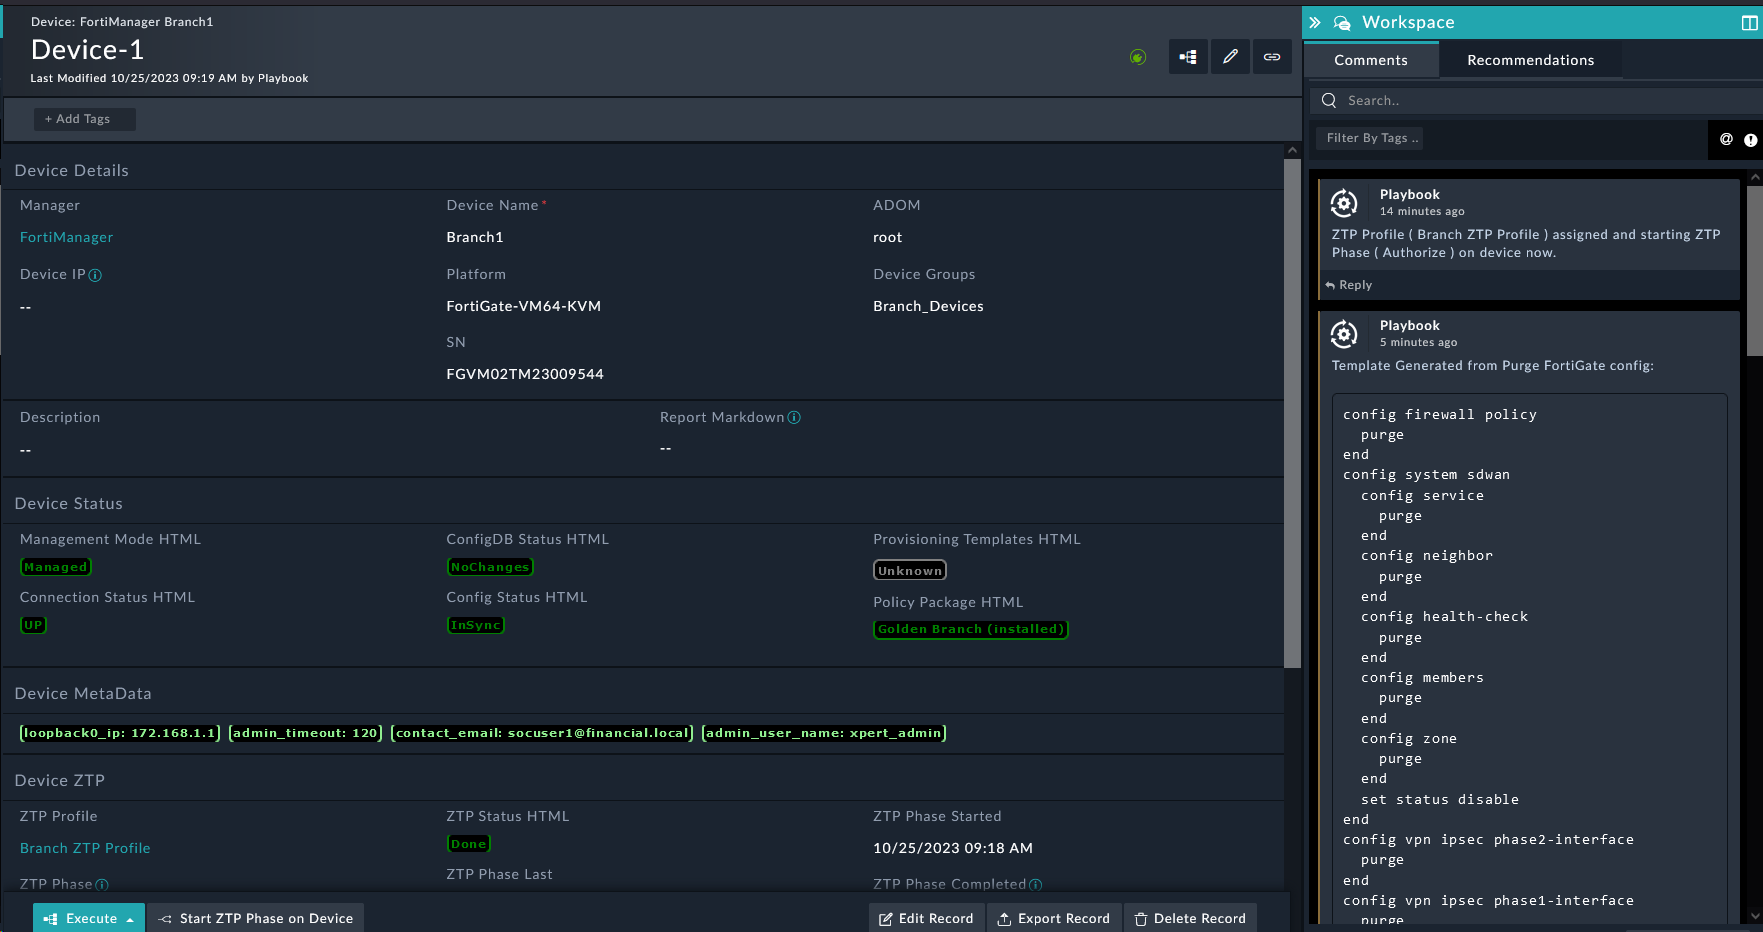 Device: FortiManager Branch1
Device-1
Last Modified 10/25/2023 09:19 AM by Playbook
+ Add Tags
Device Details
Manager
FortiManager
Device Name*
Branch1
ADOM
root
Device IP
--
Platform
FortiGate-VM64-KVM
Device Groups
Branch_Devices
SN
FGVM02TM23009544
Description
--
Report Markdown
--
Device Status
Management Mode HTML
Managed
ConfigDB Status HTML
NoChanges
Provisioning Templates HTML
Unknown
Connection Status HTML
UP
Config Status HTML
InSync
Policy Package HTML
Golden Branch (installed)
Device MetaData
[loopback0_ip: 172.168.1.1] [admin_timeout: 120] [contact_email: socuser1@financial.local] [admin_user_name: xpert_admin]
Device ZTP
ZTP Profile
Branch ZTP Profile
ZTP Status HTML
Done
ZTP Phase Started
10/25/2023 09:18 AM
ZTP Phase
ZTP Phase Last
ZTP Phase Completed
Execute
Start ZTP Phase on Device
Edit Record
Export Record
Delete Record
Workspace
Comments
Recommendations
Search..
Filter By Tags ..
@
Playbook
14 minutes ago
ZTP Profile ( Branch ZTP Profile ) assigned and starting ZTP
Phase ( Authorize ) on device now.
Reply
Playbook
5 minutes ago
Template Generated from Purge FortiGate config:
config firewall policy
purge
end
config system sdwan
config service
purge
end
config neighbor
purge
end
config health-check
purge
end
config members
purge
end
config zone
purge
end
set status disable
end
config vpn ipsec phase2-interface
purge
end
config vpn ipsec phase1-interface
purge